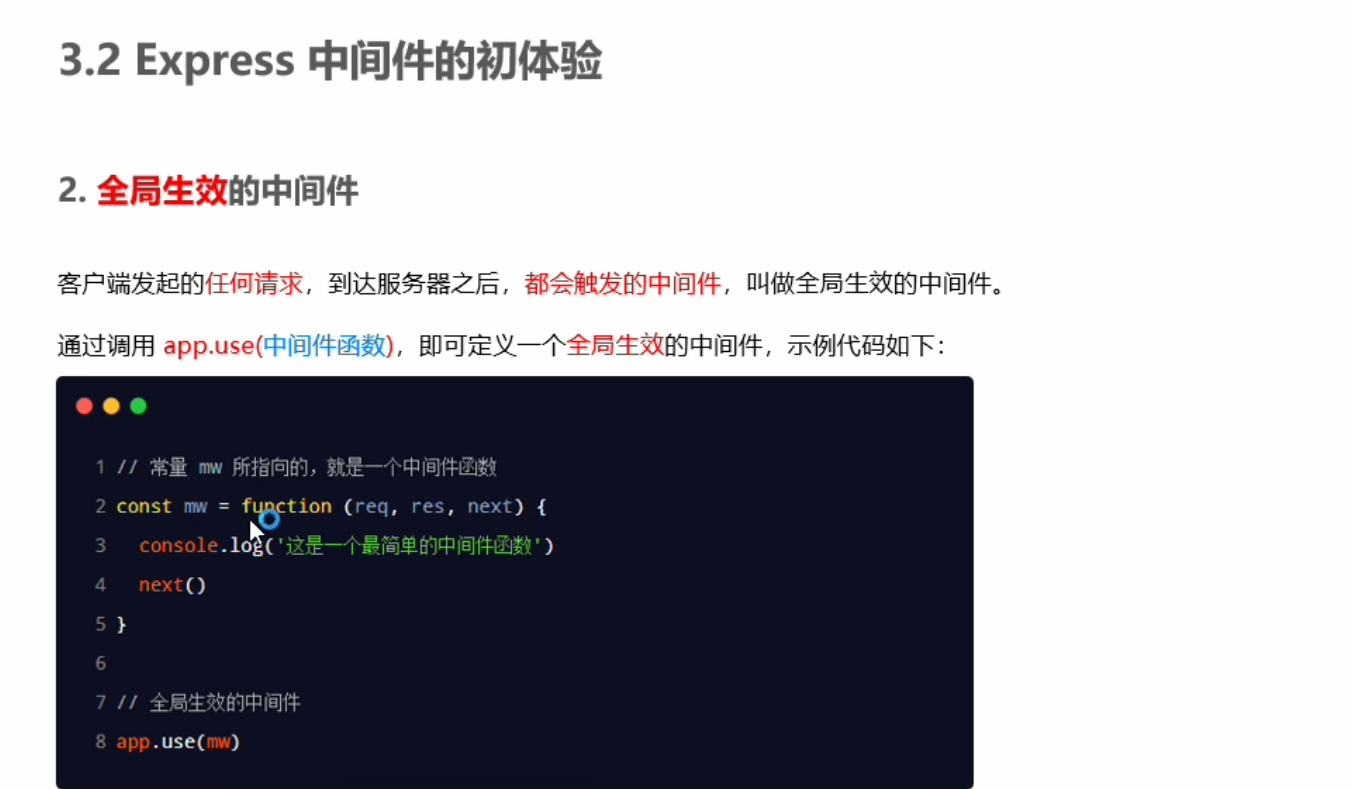 3.2 Express 中间件的初体验
2. 全局生效的中间件
客户端发起的任何请求，到达服务器之后，都会触发的中间件，叫做全局生效的中间件。
通过调用 app.use(中间件函数)，即可定义一个全局生效的中间件，示例代码如下：
1 // 常量 mw 所指向的，就是一个中间件函数
2 const mw = function (req, res, next) {
3   console.log('这是一个最简单的中间件函数')
4   next()
5 }
6
7 // 全局生效的中间件
8 app.use(mw)